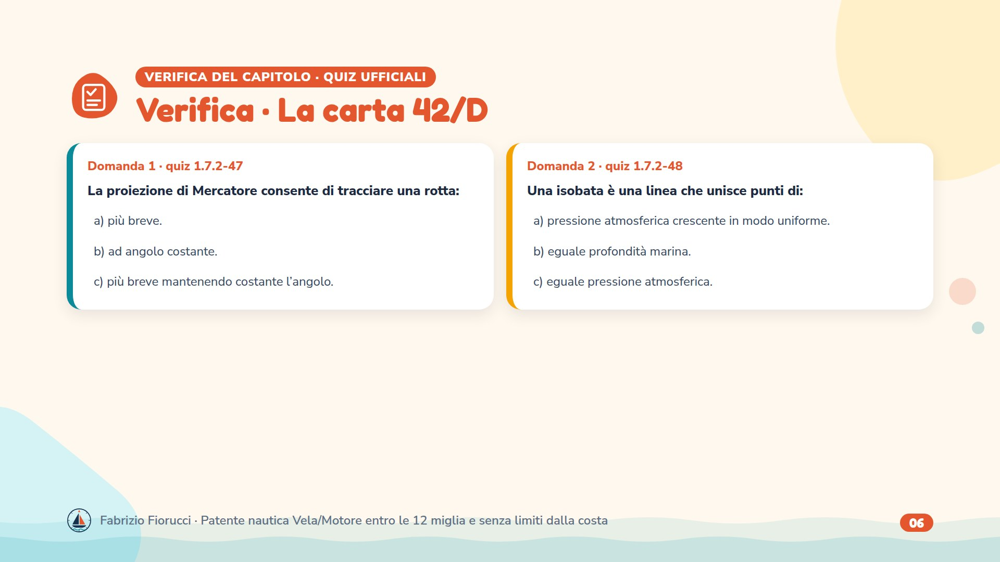 VERIFICA DEL CAPITOLO · QUIZ UFFICIALI
Verifica · La carta 42/D
Domanda 1 · quiz 1.7.2-47
La proiezione di Mercatore consente di tracciare una rotta:
a) più breve.
b) ad angolo costante.
c) più breve mantenendo costante l’angolo.
Domanda 2 · quiz 1.7.2-48
Una isobata è una linea che unisce punti di:
a) pressione atmosferica crescente in modo uniforme.
b) eguale profondità marina.
c) eguale pressione atmosferica.
Fabrizio Fiorucci · Patente nautica Vela/Motore entro le 12 miglia e senza limiti dalla costa
06